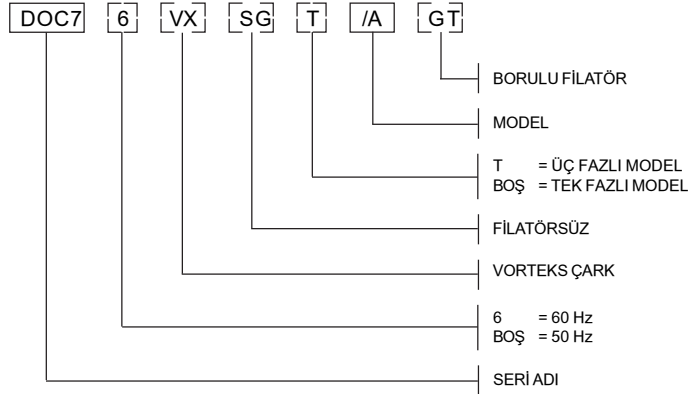 DOC7 6 VX SG T /A GT
BORULU FİLATÖR
MODEL
T = ÜÇ FAZLI MODEL
BOŞ = TEK FAZLI MODEL
FİLATÖRSÜZ
VORTEKS ÇARK
6 = 60 Hz
BOŞ = 50 Hz
SERİ ADI